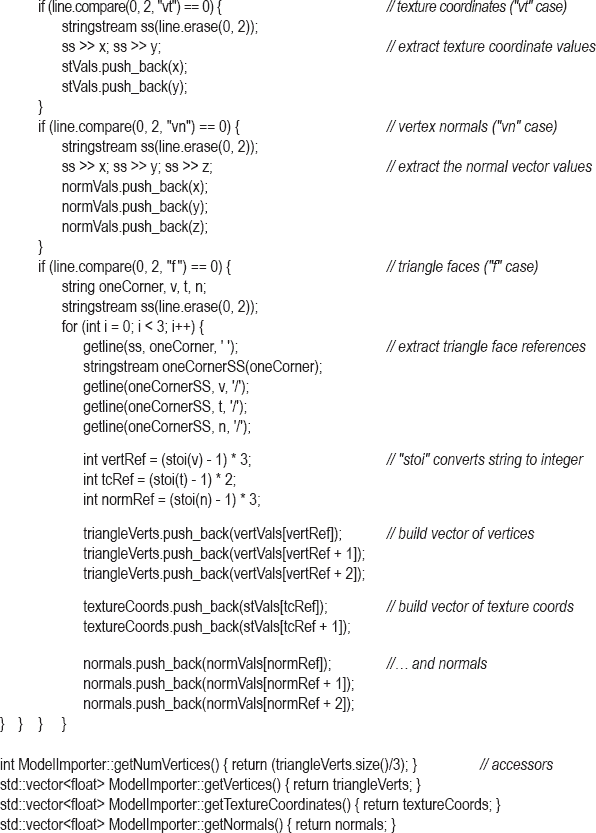 if (line.compare(0, 2, "vt") == 0) { // texture coordinates ("vt" case)
stringstream ss(line.erase(0, 2));
ss >> x; ss >> y; // extract texture coordinate values
stVals.push_back(x);
stVals.push_back(y);
}
if (line.compare(0, 2, "vn") == 0) { // vertex normals ("vn" case)
stringstream ss(line.erase(0, 2));
ss >> x; ss >> y; ss >> z; // extract the normal vector values
normVals.push_back(x);
normVals.push_back(y);
normVals.push_back(z);
}
if (line.compare(0, 2, "f ") == 0) { // triangle faces ("f" case)
string oneCorner, v, t, n;
stringstream ss(line.erase(0, 2));
for (int i = 0; i < 3; i++) {
getline(ss, oneCorner, ' '); // extract triangle face references
stringstream oneCornerSS(oneCorner);
getline(oneCornerSS, v, '/');
getline(oneCornerSS, t, '/');
getline(oneCornerSS, n, '/');
int vertRef = (stoi(v) - 1) * 3; // "stoi" converts string to integer
int tcRef = (stoi(t) - 1) * 2;
int normRef = (stoi(n) - 1) * 3;
triangleVerts.push_back(vertVals[vertRef]); // build vector of vertices
triangleVerts.push_back(vertVals[vertRef + 1]);
triangleVerts.push_back(vertVals[vertRef + 2]);
textureCoords.push_back(stVals[tcRef]); // build vector of texture coords
textureCoords.push_back(stVals[tcRef + 1]);
normals.push_back(normVals[normRef]); //… and normals
normals.push_back(normVals[normRef + 1]);
normals.push_back(normVals[normRef + 2]);
} } } }
int ModelImporter::getNumVertices() { return (triangleVerts.size()/3); } // accessors
std::vector<float> ModelImporter::getVertices() { return triangleVerts; }
std::vector<float> ModelImporter::getTextureCoordinates() { return textureCoords; }
std::vector<float> ModelImporter::getNormals() { return normals; }